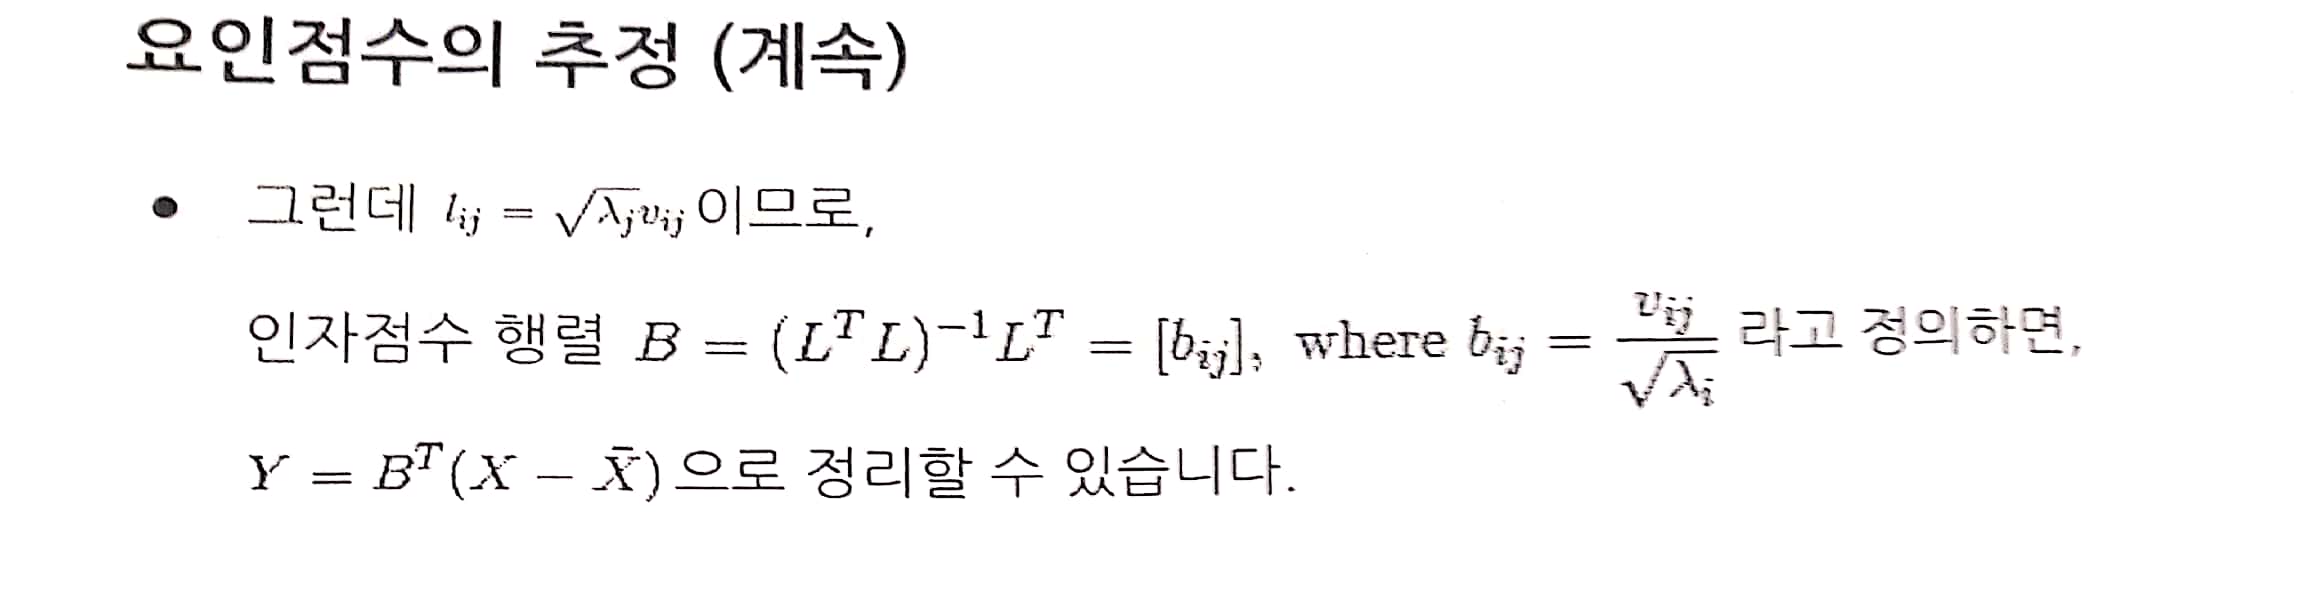 요인점수의 추정 (계속)
• 그런데 $l_{ij} = \sqrt{\lambda_j} v_{ij}$이므로,
인자점수 행렬 $B = (L^T L)^{-1} L^T = [b_{ij}]$, where $b_{ij} = \frac{v_{ij}}{\sqrt{\lambda_i}}$ 라고 정의하면,
$Y = B^T (X - \bar{X})$으로 정리할 수 있습니다.